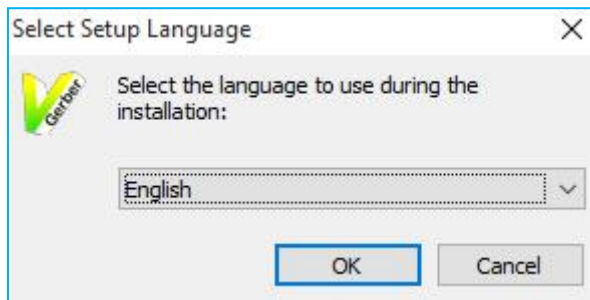 Select Setup Language
Gerber
Select the language to use during the
installation:
English
OK
Cancel